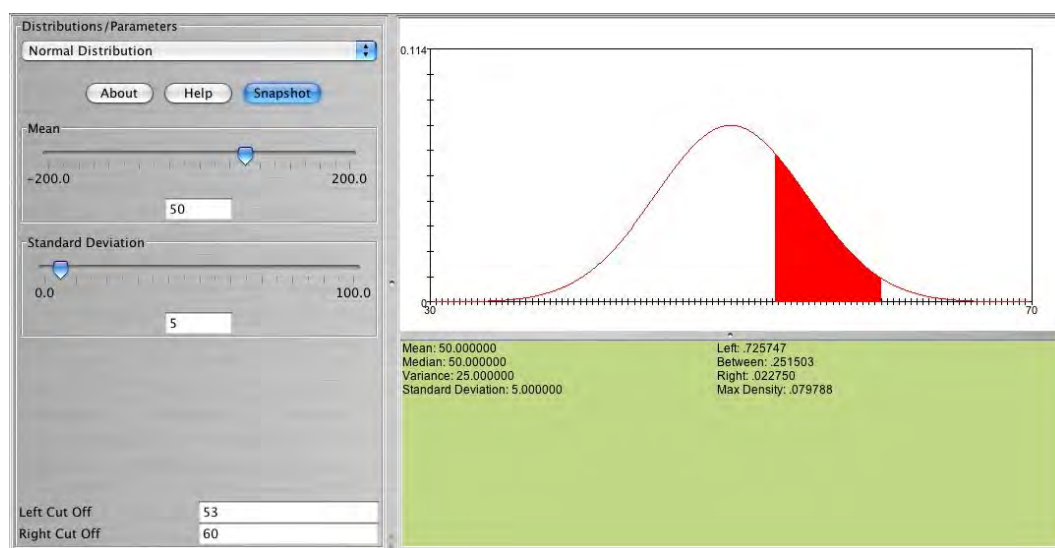 Distributions/Parameters
Normal Distribution
About Help Snapshot
Mean
-200.0 200.0
50
Standard Deviation
0.0 100.0
5
Left Cut Off 53
Right Cut Off 60
0.114
0
30 70
Mean: 50.000000
Median: 50.000000
Variance: 25.000000
Standard Deviation: 5.000000
Left: .725747
Between: .251503
Right: .022750
Max Density: .079788